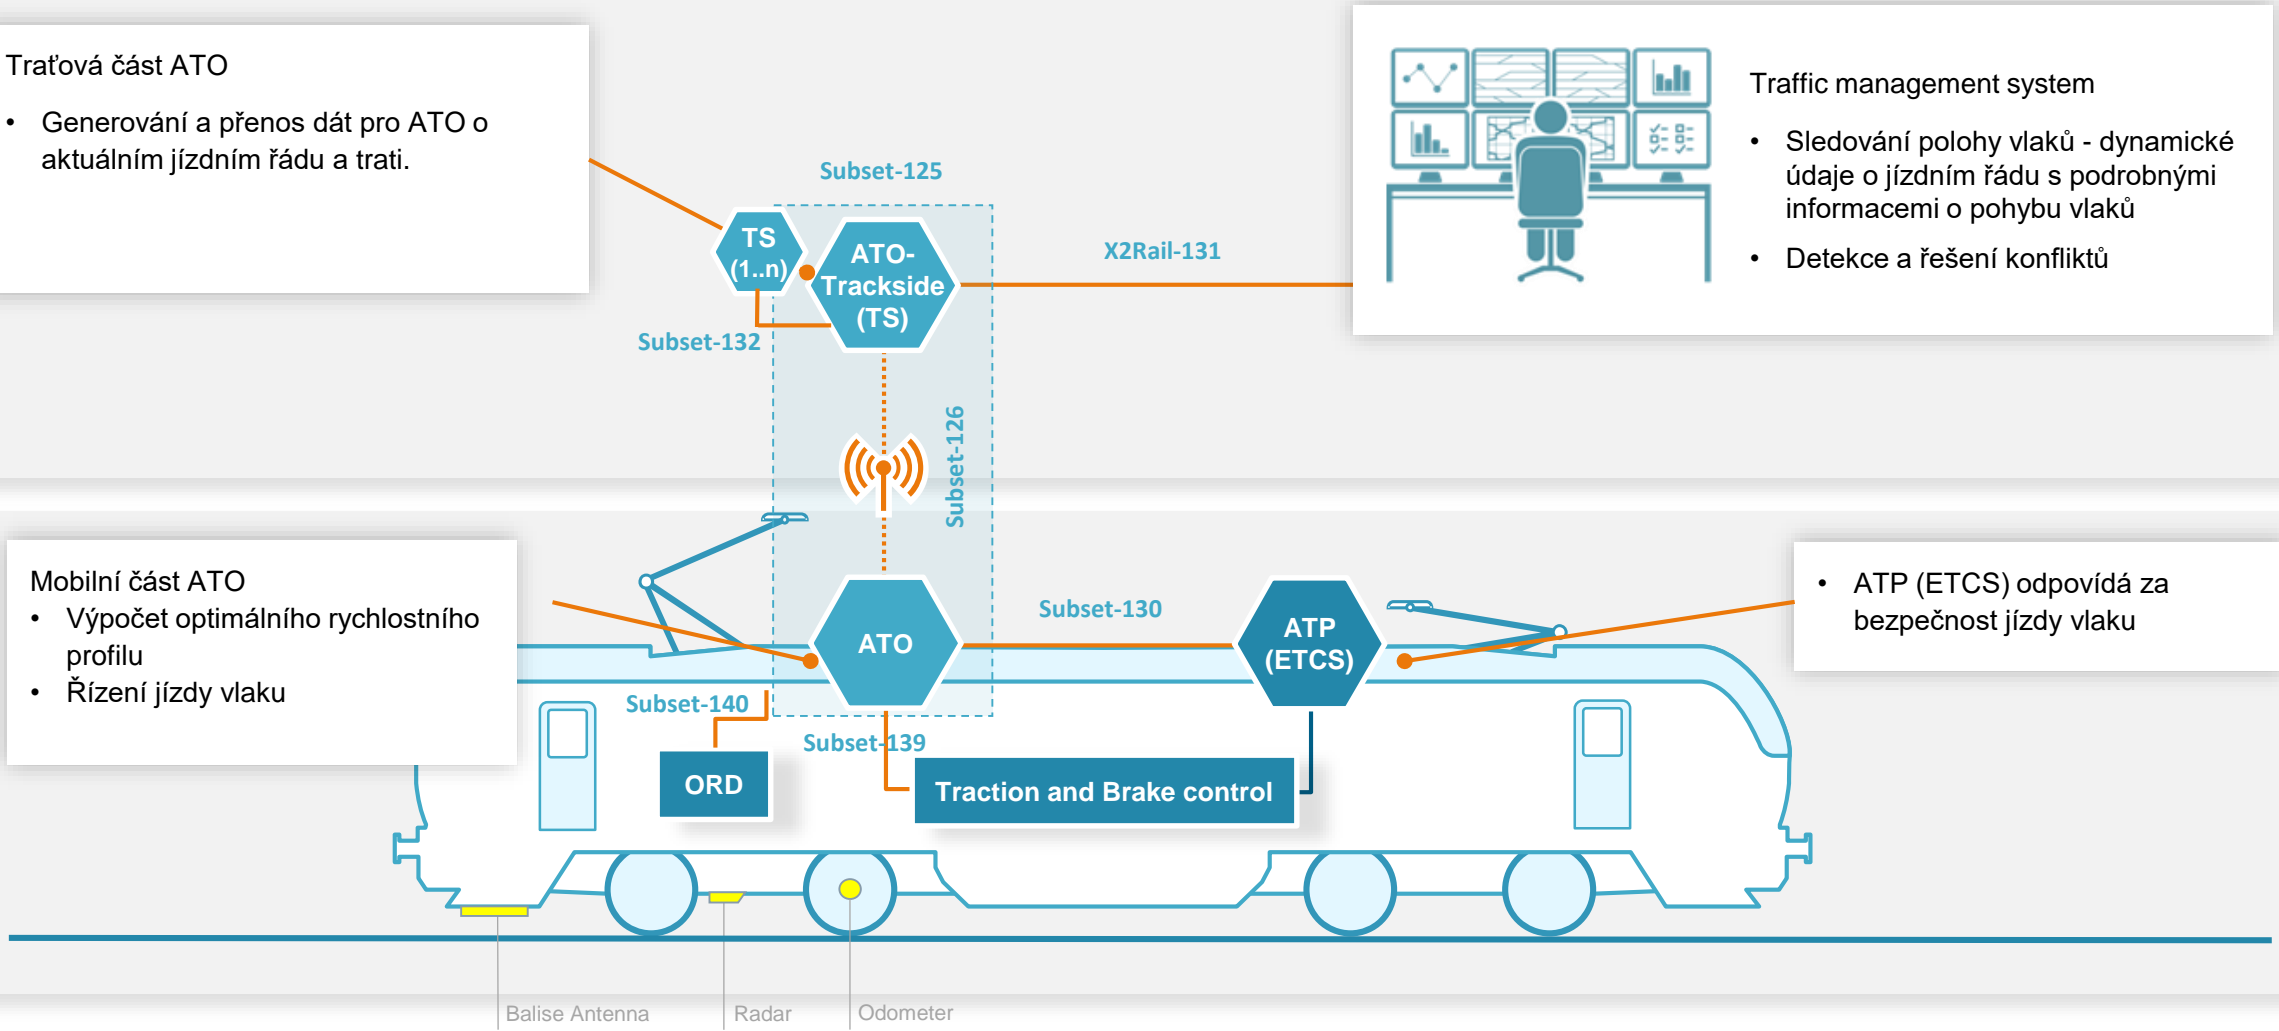 Traťová část ATO
• Generování a přenos dát pro ATO o
aktuálním jízdním řádu a trati.
Traffic management system
• Sledování polohy vlaků - dynamické
údaje o jízdním řádu s podrobnými
informacemi o pohybu vlaků
• Detekce a řešení konfliktů
Subset-125
TS
(1..n)
ATO-
Trackside
(TS)
X2Rail-131
Subset-132
Subset-126
Mobilní část ATO
• Výpočet optimálního rychlostního
profilu
• Řízení jízdy vlaku
ATO
Subset-130
ATP
(ETCS)
• ATP (ETCS) odpovídá za
bezpečnost jízdy vlaku
Subset-140
Subset-139
ORD
Traction and Brake control
Balise Antenna
Radar
Odometer